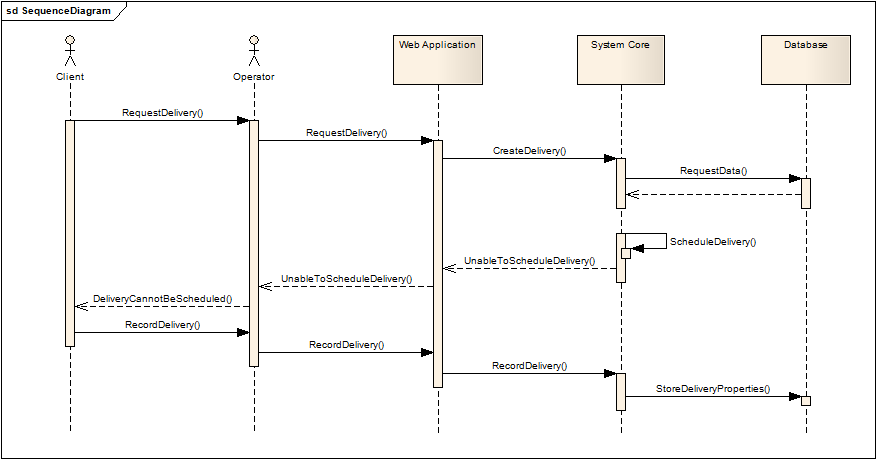 sd SequenceDiagram
Client
Operator
Web Application
System Core
Database
RequestDelivery()
RequestDelivery()
CreateDelivery()
RequestData()
ScheduleDelivery()
UnableToScheduleDelivery()
UnableToScheduleDelivery()
DeliveryCannotBeScheduled()
RecordDelivery()
RecordDelivery()
RecordDelivery()
StoreDeliveryProperties()